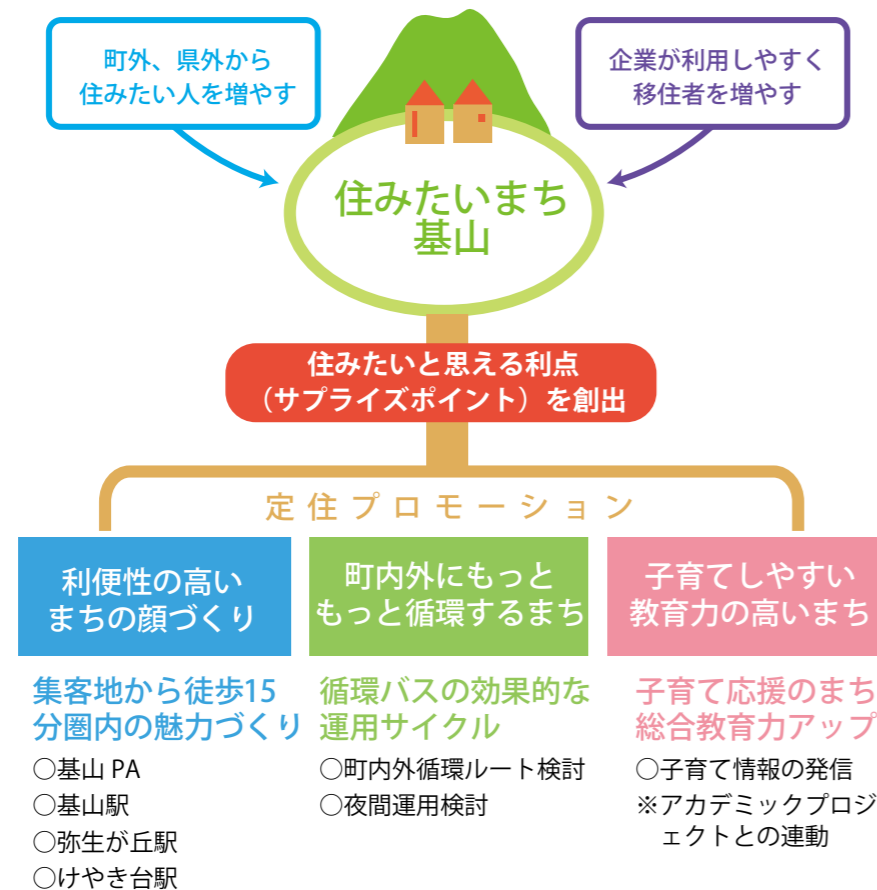 町外、県外から
住みたい人を増やす
企業が利用しやすく
移住者を増やす
住みたいまち
基山
住みたいと思える利点
（サプライズポイント）を創出
定住プロモーション
利便性の高い
まちの顔づくり
集客地から徒歩15
分圏内の魅力づくり
○基山 PA
○基山駅
○弥生が丘駅
○けやき台駅
町内外にもっと
もっと循環するまち
循環バスの効果的な
運用サイクル
○町内外循環ルート検討
○夜間運用検討
子育てしやすい
教育力の高いまち
子育て応援のまち
総合教育力アップ
○子育て情報の発信
※アカデミックプロジ
ェクトとの連動